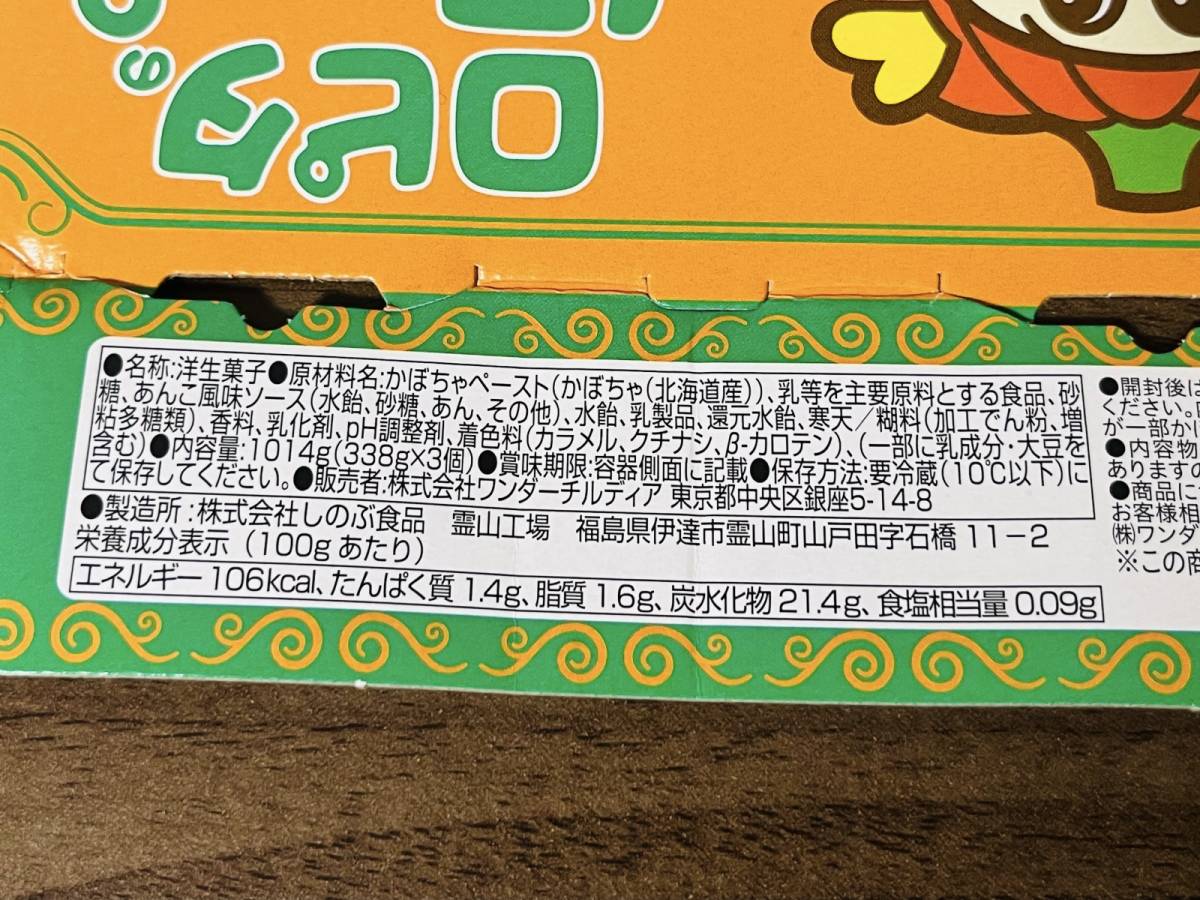 ●名称:洋生菓子●原材料名:かぼちゃペースト(かぼちゃ(北海道産))、乳等を主要原料とする食品、砂
糖、あんこ風味ソース(水飴、砂糖、あん、その他)、水飴、乳製品、還元水飴、寒天／糊料(加工でん粉、増
粘多糖類)、香料、乳化剤、pH調整剤、着色料(カラメル、クチナシ、β-カロテン)、(一部に乳成分・大豆を
含む)●内容量:1014g(338g×3個)●賞味期限:容器側面に記載●保存方法:要冷蔵(10℃以下)に
て保存してください。●販売者:株式会社ワンダーチルディア 東京都中央区銀座5-14-8
●製造所:株式会社しのぶ食品 霊山工場 福島県伊達市霊山町山戸田字石橋11-2
栄養成分表示(100gあたり)
エネルギー106kcal、たんぱく質1.4g、脂質1.6g、炭水化物21.4g、食塩相当量0.09g
●開封後は
ください。
が一部か
●内容物
ありますの
●商品に
お客様相
㈱ワンダ
※この商